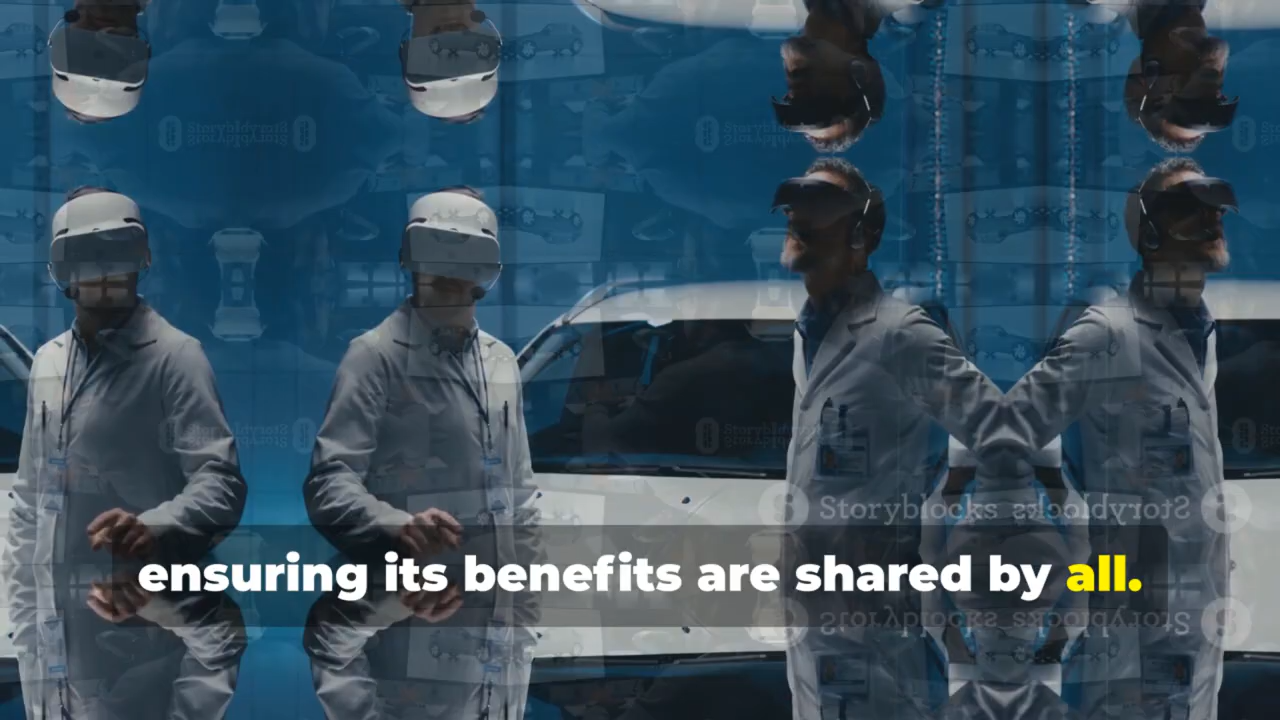 Storyblocks
Storyblocks
ensuring its benefits are shared by all.